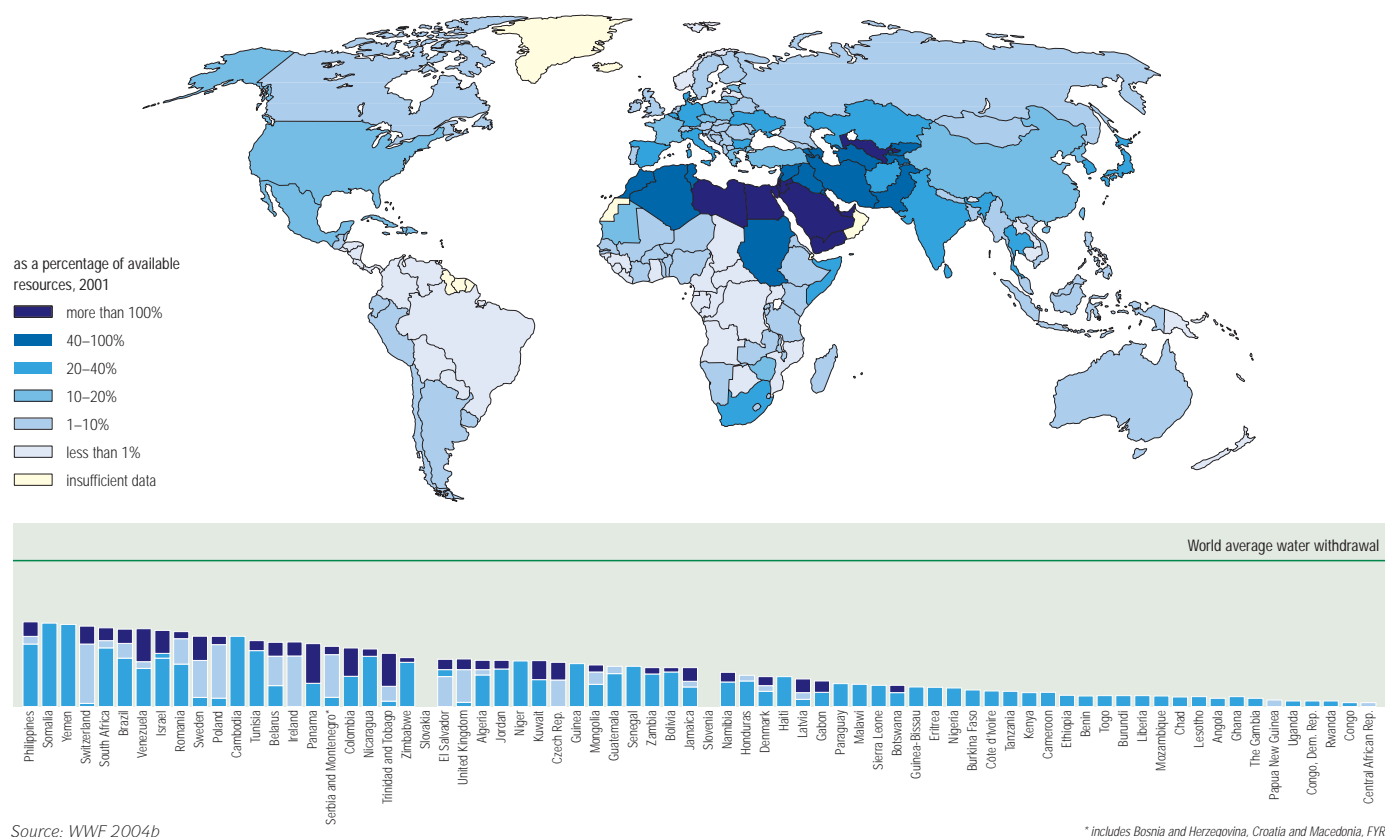 as a percentage of available
resources, 2001
more than 100%
40–100%
20–40%
10–20%
1–10%
less than 1%
insufficient data
World average water withdrawal
Philippines
Somalia
Yemen
Switzerland
South Africa
Brazil
Venezuela
Israel
Romania
Sweden
Poland
Cambodia
Tunisia
Belarus
Ireland
Panama
Serbia and Montenegro*
Colombia
Nicaragua
Trinidad and Tobago
Zimbabwe
Slovakia
El Salvador
United Kingdom
Algeria
Jordan
Niger
Kuwait
Czech Rep.
Mongolia
Guatemala
Senegal
Zambia
Bolivia
Jamaica
Slovenia
Namibia
Honduras
Denmark
Haiti
Latvia
Gabon
Paraguay
Malawi
Sierra Leone
Botswana
Guinea-Bissau
Eritrea
Nigeria
Burkina Faso
Côte d'Ivoire
Tanzania
Kenya
Cameroon
Ethiopia
Benin
Togo
Burundi
Liberia
Mozambique
Chad
Lesotho
Angola
Ghana
The Gambia
Papua New Guinea
Uganda
Congo, Dem. Rep.
Rwanda
Congo
Central African Rep.
Guinea
Source: WWF 2004b
* includes Bosnia and Herzegovina, Croatia and Macedonia, FYR